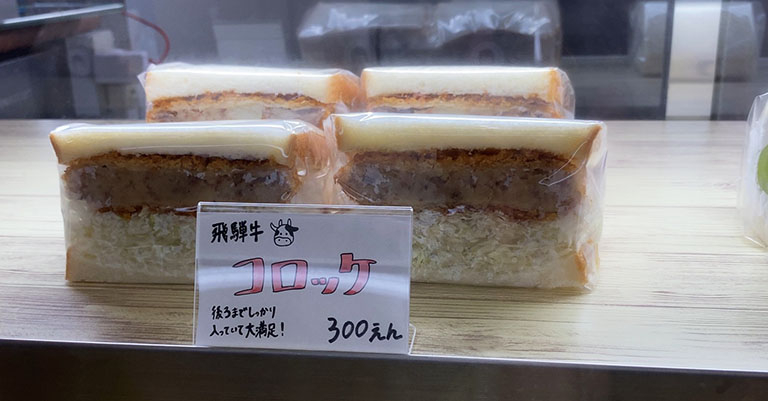 飛騨牛
コロッケ
後ろまでしっかり
入っていて大満足!
300えん